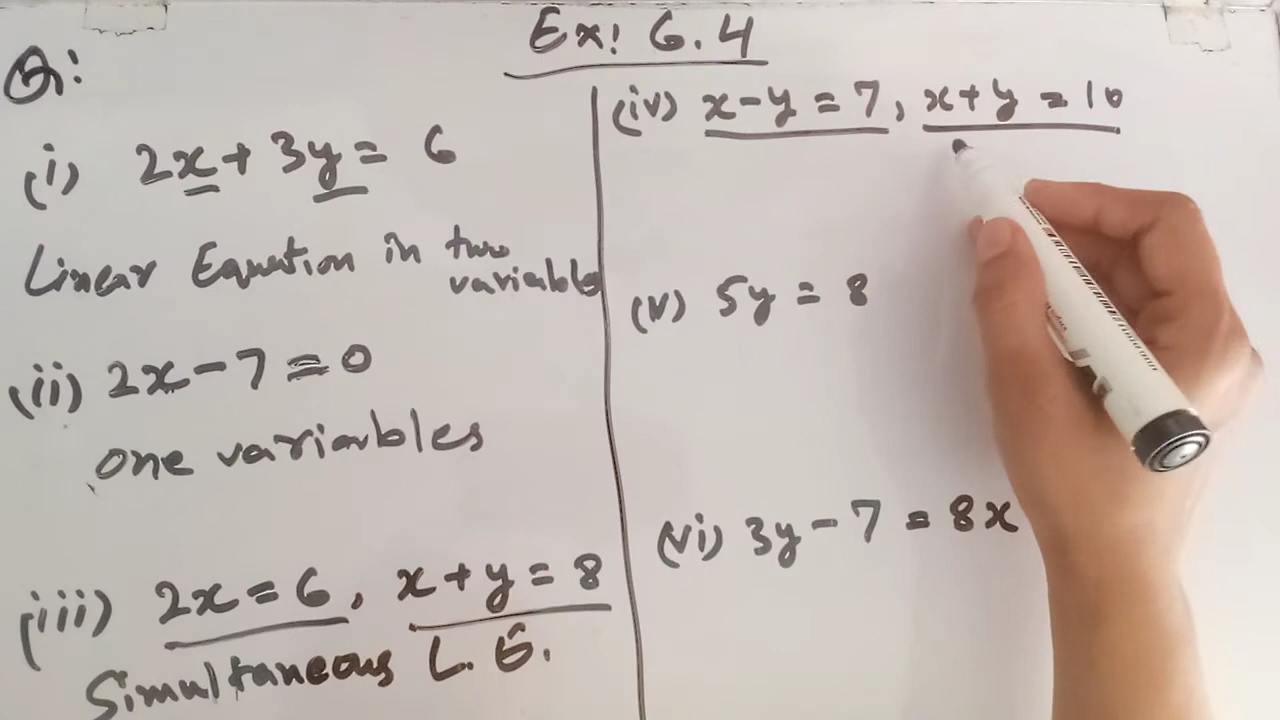 Ex: 6.4
Q:
(i) 2x + 3y = 6
Linear Equation in two
variables
(ii) 2x - 7 = 0
one variables
(iii) 2x = 6, x + y = 8
Simultaneous L.E.
(iv) x - y = 7, x + y = 10
(v) 5y = 8
(vi) 3y - 7 = 8x